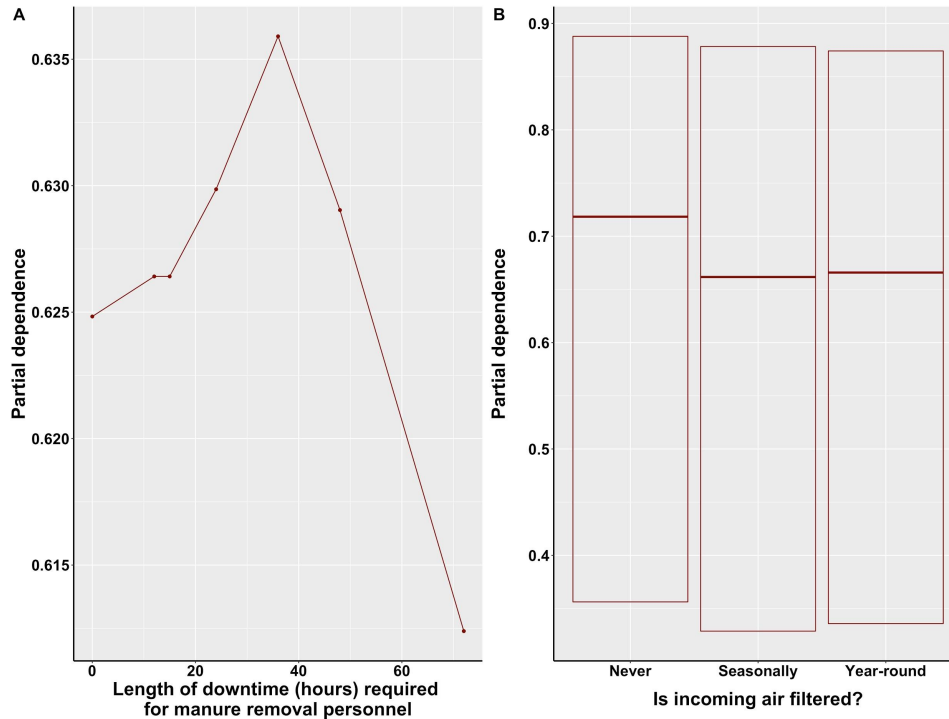 A
B
Partial dependence
0.635
0.630
0.625
0.620
0.615
0
20
40
60
Length of downtime (hours) required
for manure removal personnel
Partial dependence
0.9
0.8
0.7
0.6
0.5
0.4
Never
Seasonally
Year-round
Is incoming air filtered?